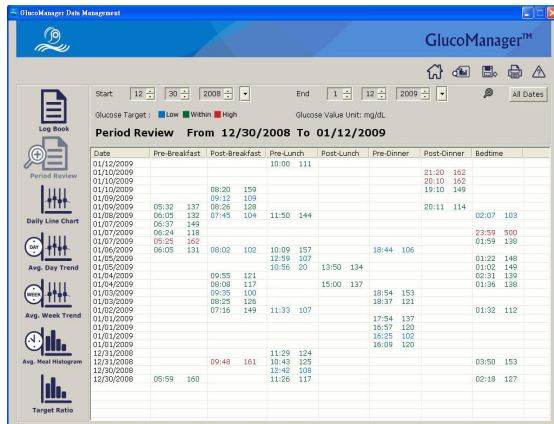 GlucoManager Data Management
GlucoManager™
Start 12 30 2008 End 1 12 2009 All Dates
Glucose Target : Low Within High Glucose Value Unit: mg/dL
Period Review From 12/30/2008 To 01/12/2009
Log Book
Period Review
Daily Line Chart
DAY
Avg. Day Trend
WEEK
Avg. Week Trend
Avg. Meal Histogram
Target Ratio
Date Pre-Breakfast Post-Breakfast Pre-Lunch Post-Lunch Pre-Dinner Post-Dinner Bedtime
01/12/2009 10:00 111
01/10/2009 21:20 162
01/10/2009 20:10 162
01/10/2009 08:20 159 19:10 149
01/09/2009 09:12 109
01/09/2009 05:32 137 08:26 128 20:11 114
01/08/2009 06:05 132 07:45 104 11:50 144 02:07 103
01/07/2009 06:37 149
01/07/2009 06:24 118 23:59 500
01/07/2009 05:25 162 01:59 138
01/06/2009 06:05 131 08:02 102 10:09 157 18:44 106
01/05/2009 12:59 107 01:22 148
01/05/2009 10:56 20 13:50 134 01:02 149
01/04/2009 09:55 121 02:31 139
01/04/2009 08:08 117 15:00 137 01:36 138
01/03/2009 09:35 100 18:54 153
01/03/2009 08:25 126 18:37 121
01/02/2009 07:16 149 11:33 107 01:32 112
01/01/2009 17:54 137
01/01/2009 16:57 120
01/01/2009 16:25 102
01/01/2009 16:09 120
12/31/2008 11:29 124
12/31/2008 09:48 161 10:43 125 03:50 153
12/30/2008 12:42 108
12/30/2008 05:59 160 11:26 117 02:18 127